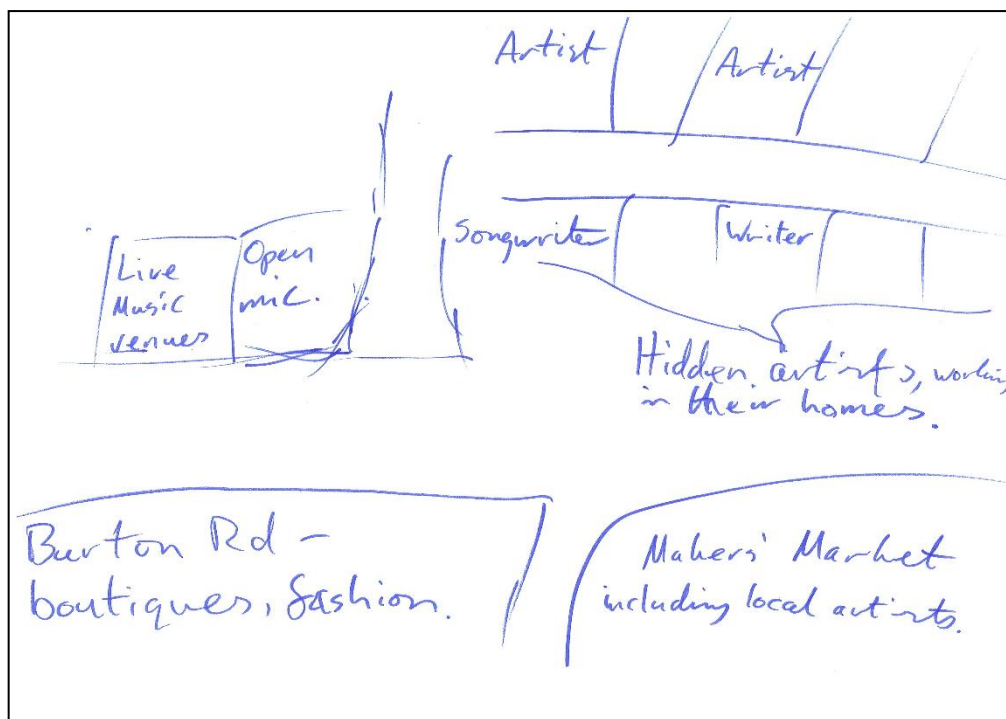 Artist
Artist
Songwriter
Writer
Live
Music
venues
Open
mic.
Hidden artists, working
in their homes.
Burton Rd –
boutiques, fashion.
Makers' Market
including local artists.